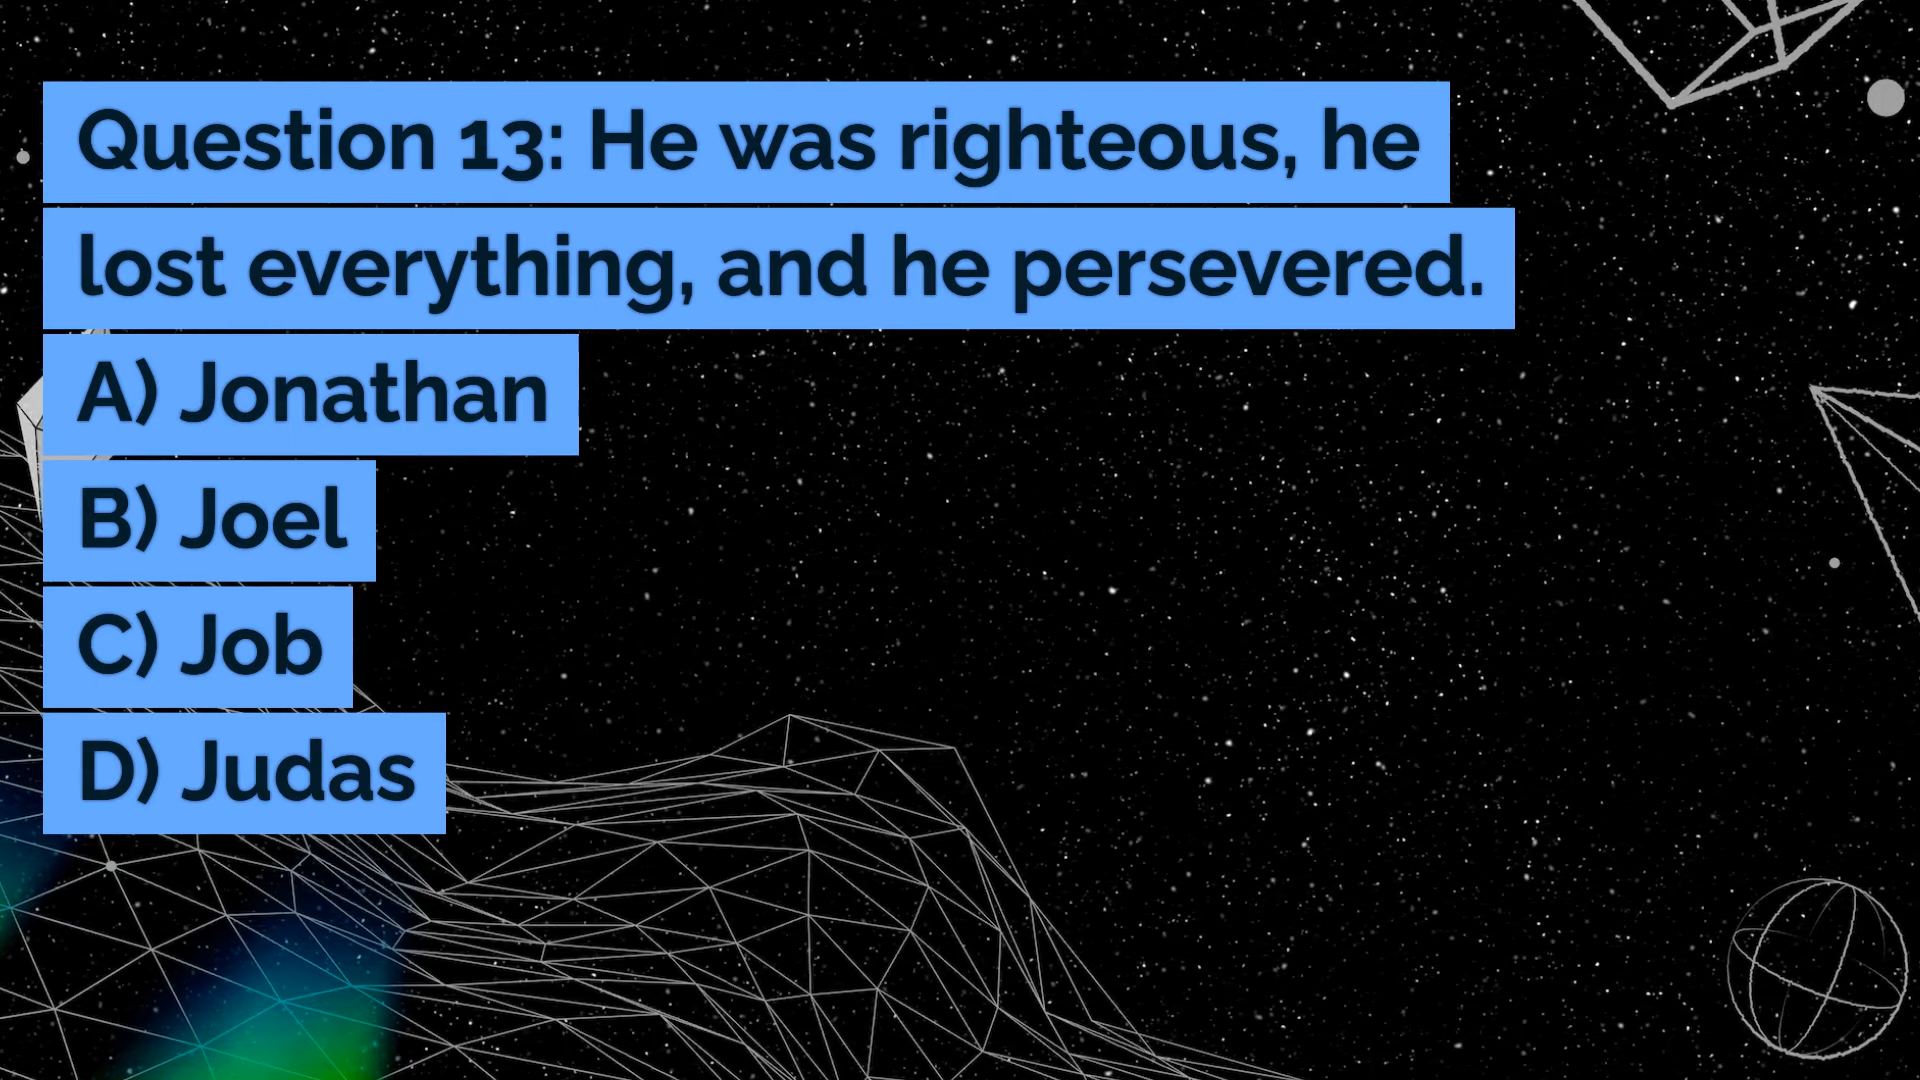 Question 13: He was righteous, he
lost everything, and he persevered.
A) Jonathan
B) Joel
C) Job
D) Judas